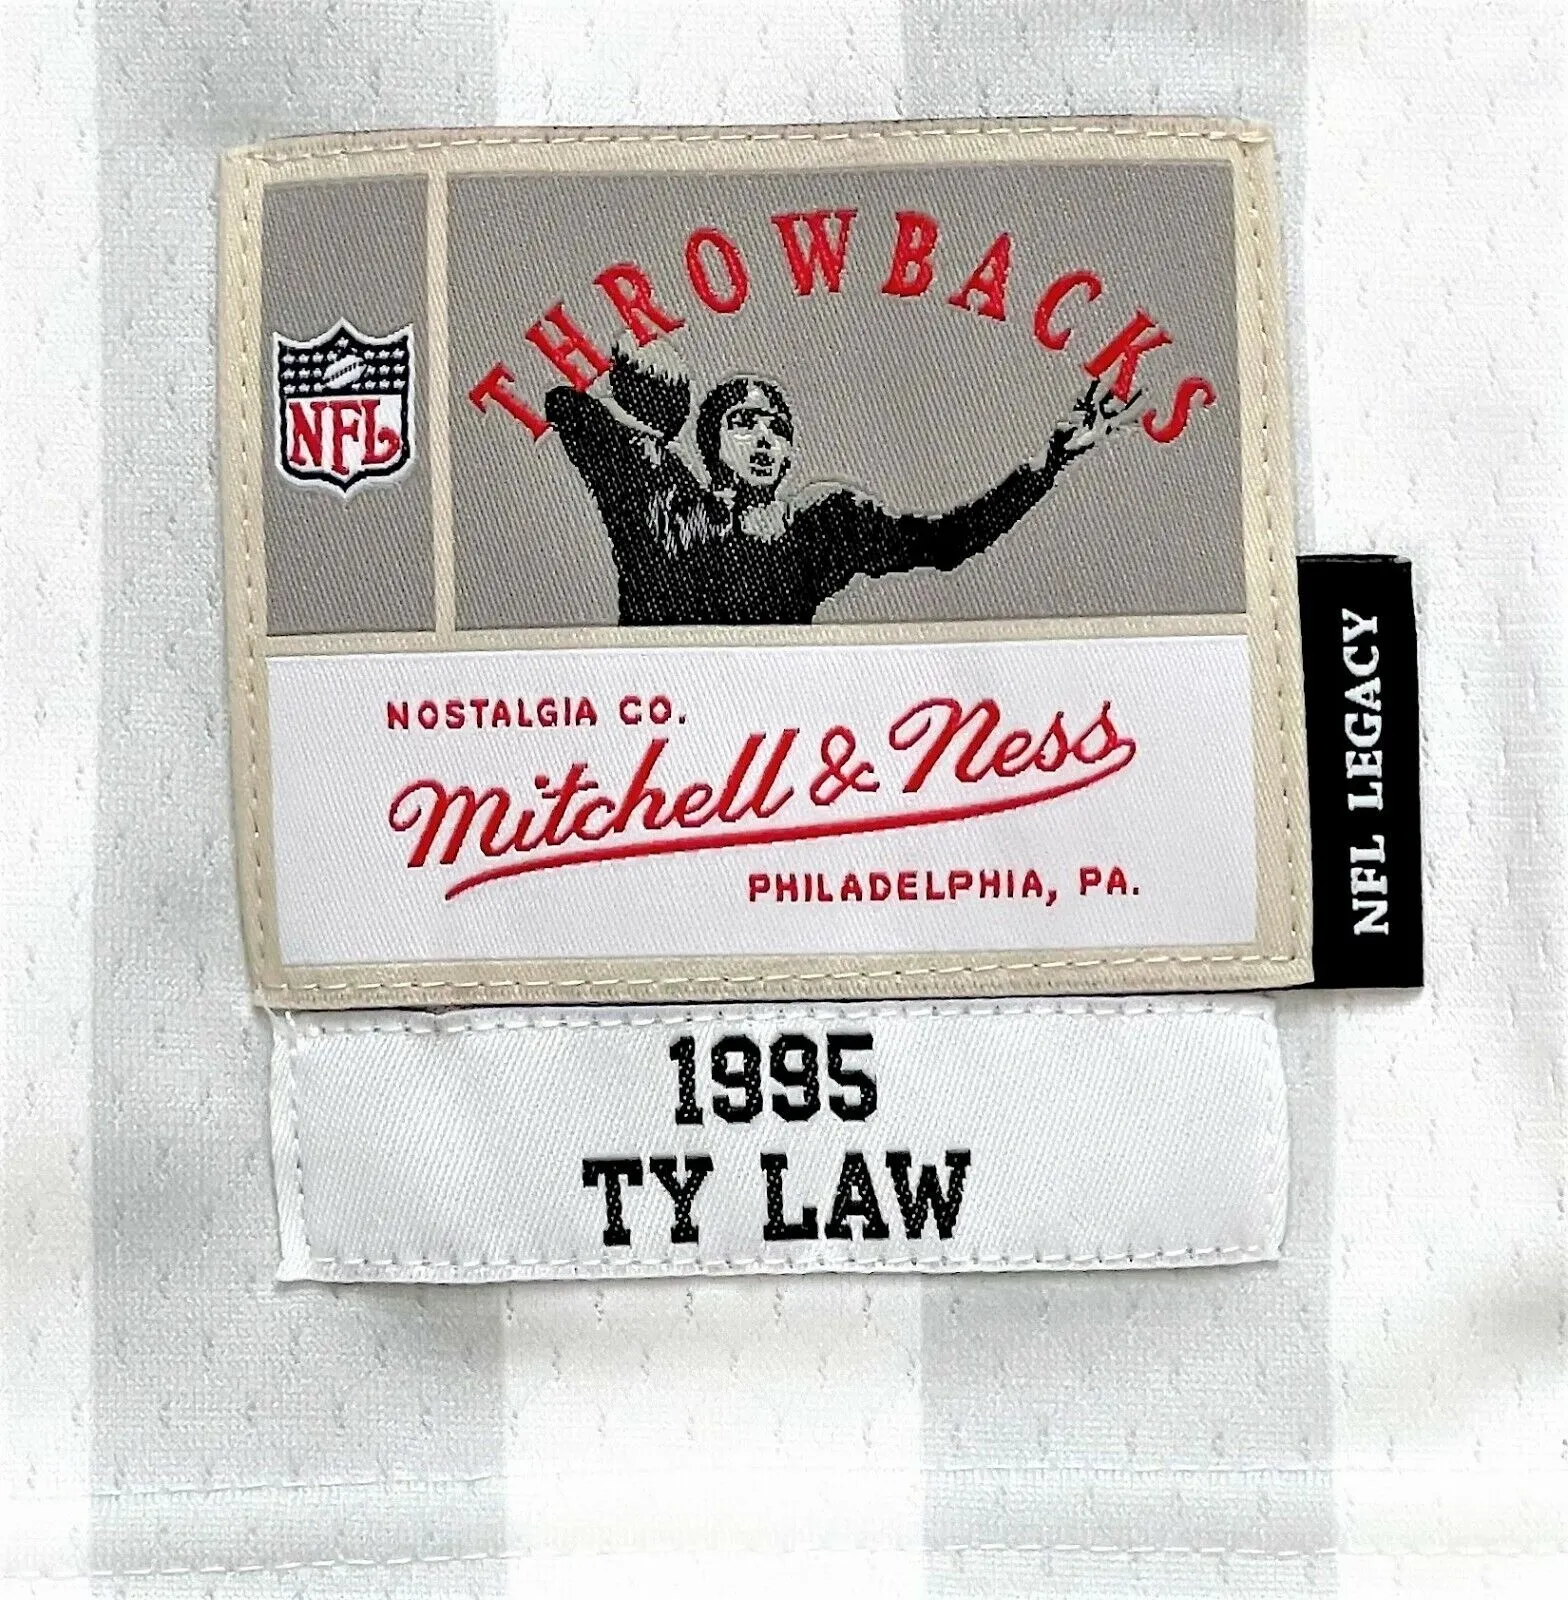 THROWBACKS
NFL
NOSTALGIA CO.
Mitchell & Ness
PHILADELPHIA, PA.
NFL LEGACY
1995
TY LAW